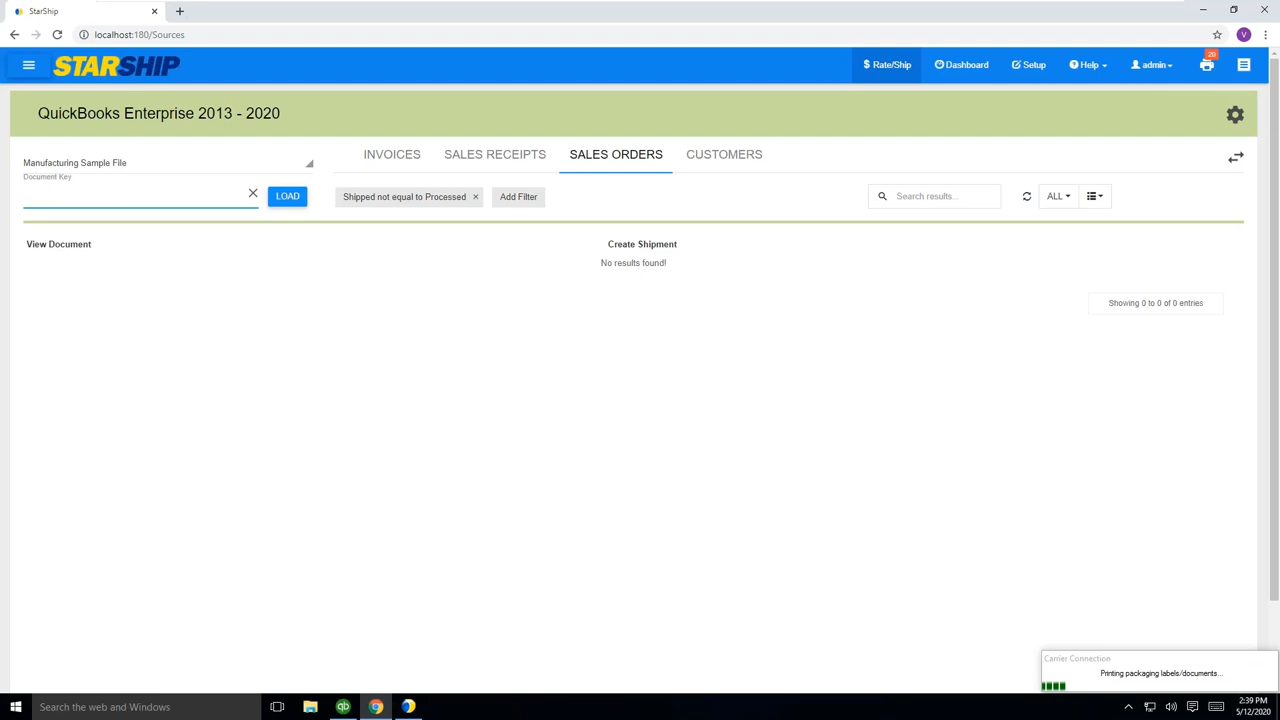 StarShip
localhost:180/Sources
V
STARSHIP
$ Rate/Ship
Dashboard
Setup
Help
admin
20
QuickBooks Enterprise 2013 - 2020
Manufacturing Sample File
Document Key
LOAD
INVOICES
SALES RECEIPTS
SALES ORDERS
CUSTOMERS
Shipped not equal to Processed ×
Add Filter
Search results...
ALL
View Document
Create Shipment
No results found!
Showing 0 to 0 of 0 entries
Carrier Connection
Printing packaging labels/documents...
Search the web and Windows
qb
2:39 PM
5/12/2020